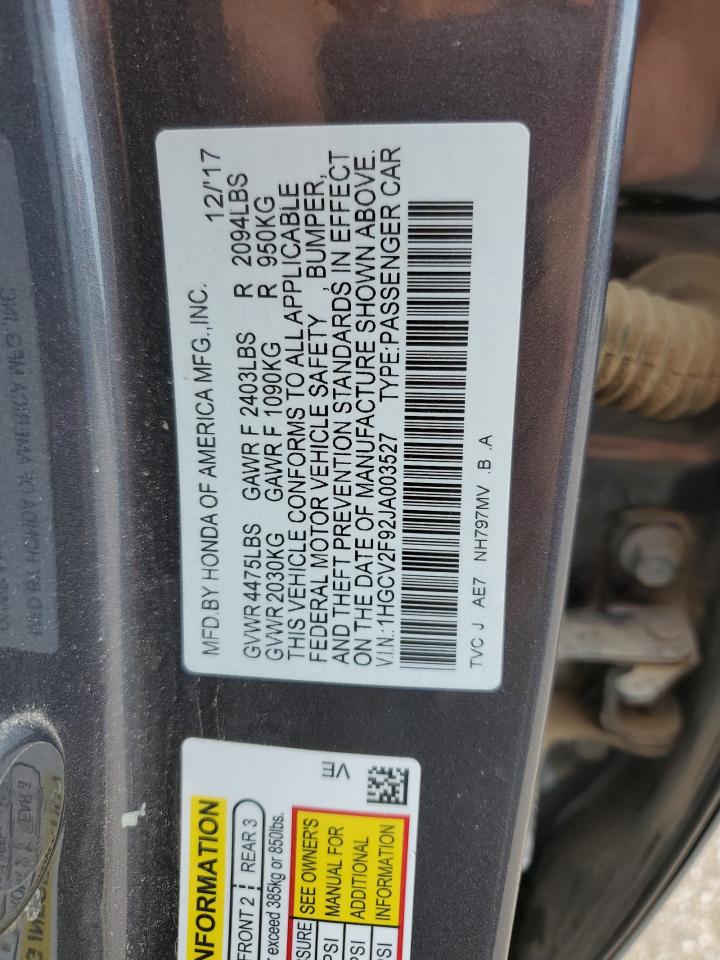 MFD.BY HONDA OF AMERICA MFG.,INC. 12/'17
GVWR 4475LBS GAWR F 2403LBS R 2094LBS
GVWR 2030KG GAWR F 1090KG R 950KG
THIS VEHICLE CONFORMS TO ALL APPLICABLE
FEDERAL MOTOR VEHICLE SAFETY , BUMPER,
AND THEFT PREVENTION STANDARDS IN EFFECT
ON THE DATE OF MANUFACTURE SHOWN ABOVE.
V.I.N.: 1HGCV2F92JA003527 TYPE:PASSENGER CAR
TVC J AE7 NH797MV .B .A
VE
NFORMATION
FRONT 2 REAR 3
r exceed 385kg or 850lbs.
SSURE
PSI
PSI
PSI
SEE OWNER'S
MANUAL FOR
ADDITIONAL
INFORMATION